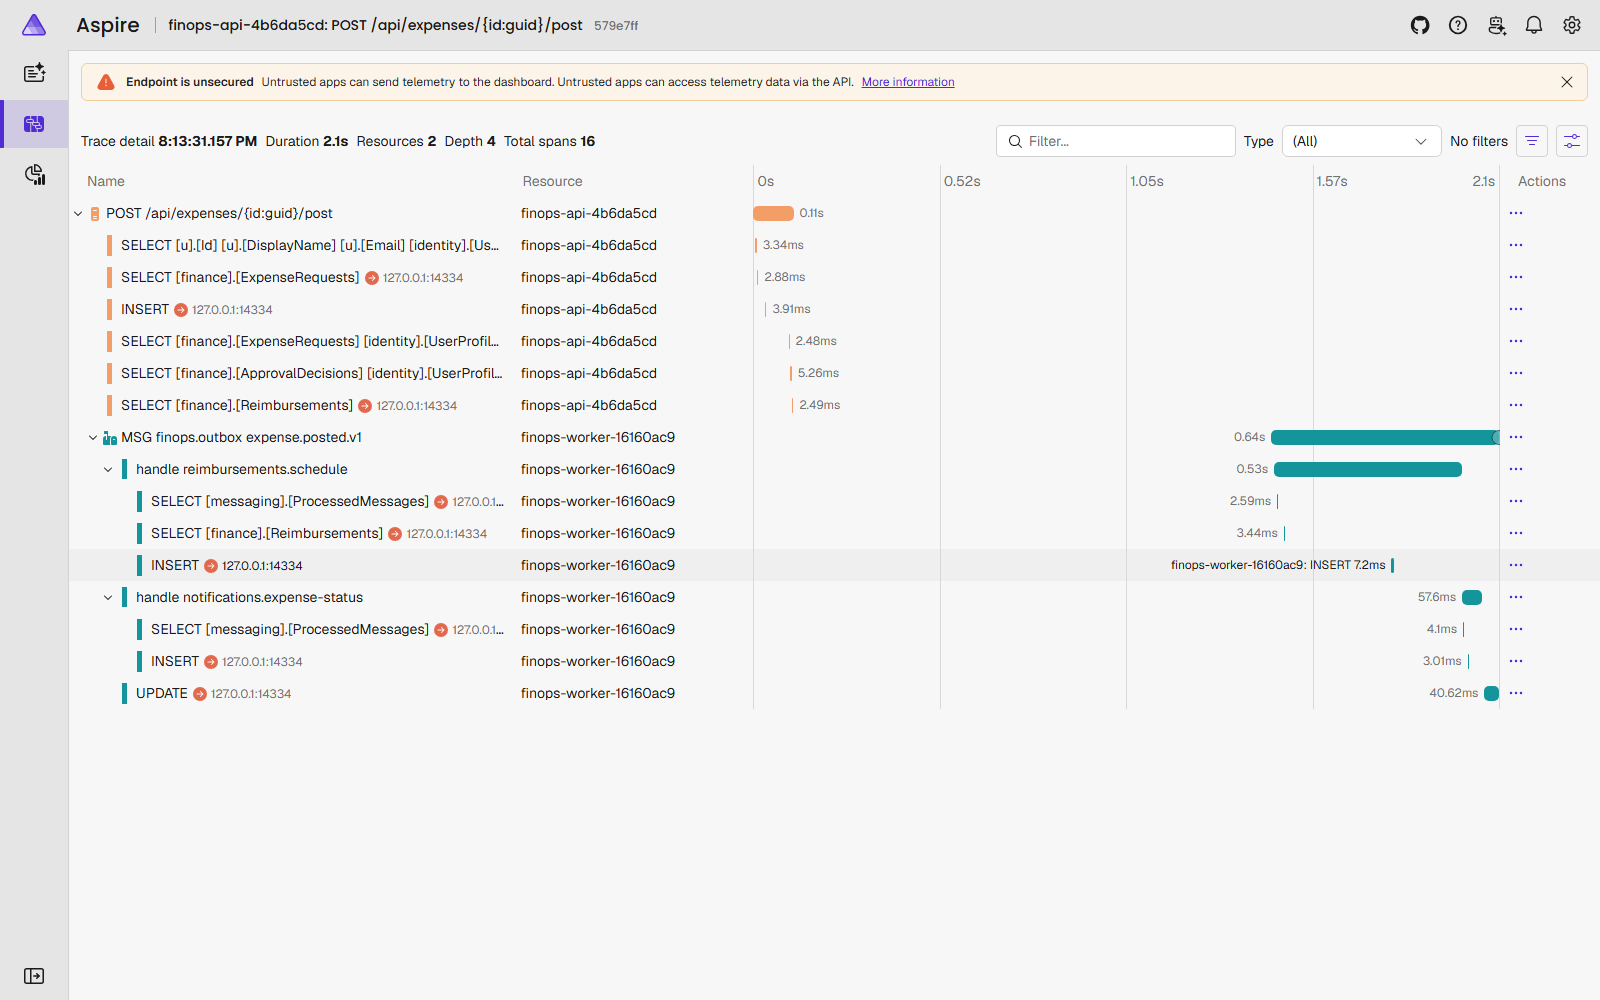 Aspire finops-api-4b6da5cd: POST /api/expenses/{id:guid}/post 579e7ff
Endpoint is unsecured Untrusted apps can send telemetry to the dashboard. Untrusted apps can access telemetry data via the API. More information
Trace detail 8:13:31.157 PM Duration 2.1s Resources 2 Depth 4 Total spans 16 Filter... Type (All) No filters
Name Resource 0s 0.52s 1.05s 1.57s 2.1s Actions
POST /api/expenses/{id:guid}/post finops-api-4b6da5cd 0.11s
SELECT [u].[Id] [u].[DisplayName] [u].[Email] [identity].[Us... finops-api-4b6da5cd 3.34ms
SELECT [finance].[ExpenseRequests] 127.0.0.1:14334 finops-api-4b6da5cd 2.88ms
INSERT 127.0.0.1:14334 finops-api-4b6da5cd 3.91ms
SELECT [finance].[ExpenseRequests] [identity].[UserProfil... finops-api-4b6da5cd 2.48ms
SELECT [finance].[ApprovalDecisions] [identity].[UserProfil... finops-api-4b6da5cd 5.26ms
SELECT [finance].[Reimbursements] 127.0.0.1:14334 finops-api-4b6da5cd 2.49ms
MSG finops.outbox expense.posted.v1 finops-worker-16160ac9 0.64s
handle reimbursements.schedule finops-worker-16160ac9 0.53s
SELECT [messaging].[ProcessedMessages] 127.0.0.1... finops-worker-16160ac9 2.59ms
SELECT [finance].[Reimbursements] 127.0.0.1:14334 finops-worker-16160ac9 3.44ms
INSERT 127.0.0.1:14334 finops-worker-16160ac9 finops-worker-16160ac9: INSERT 7.2ms
handle notifications.expense-status finops-worker-16160ac9 57.6ms
SELECT [messaging].[ProcessedMessages] 127.0.0.1... finops-worker-16160ac9 4.1ms
INSERT 127.0.0.1:14334 finops-worker-16160ac9 3.01ms
UPDATE 127.0.0.1:14334 finops-worker-16160ac9 40.62ms